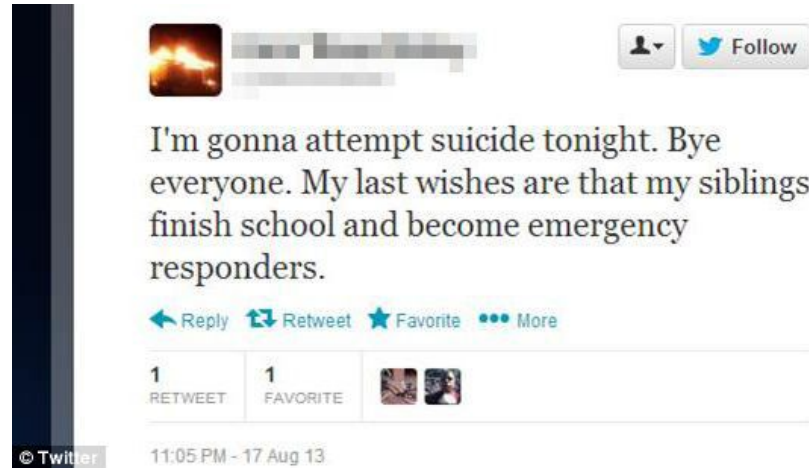 Follow
I'm gonna attempt suicide tonight. Bye
everyone. My last wishes are that my siblings
finish school and become emergency
responders.
Reply Retweet Favorite More
1 1
RETWEET FAVORITE
© Twitter 11:05 PM - 17 Aug 13